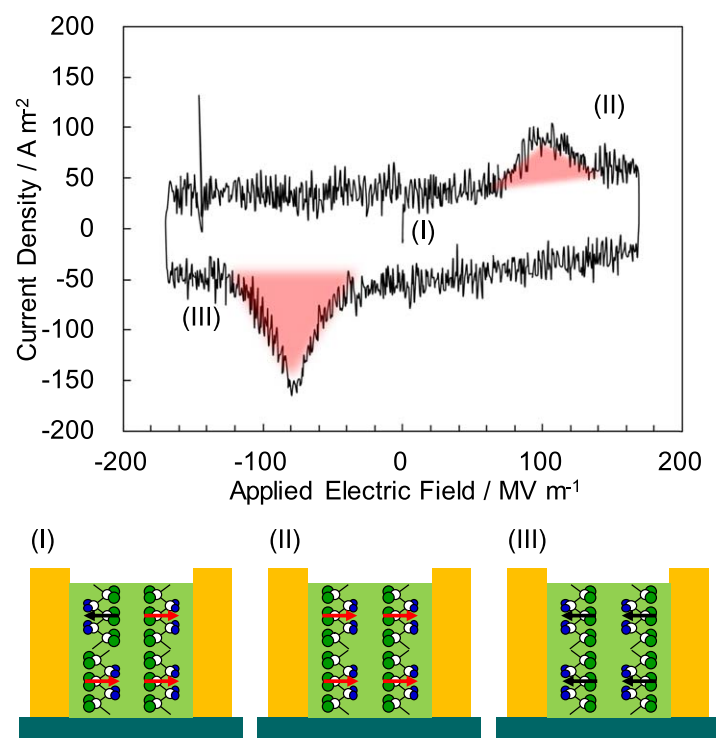 200
150
100
50
0
-50
-100
-150
-200
Current Density / A m-2
(II)
(I)
(III)
-200
-100
0
100
200
Applied Electric Field / MV m-1
(I)
(II)
(III)